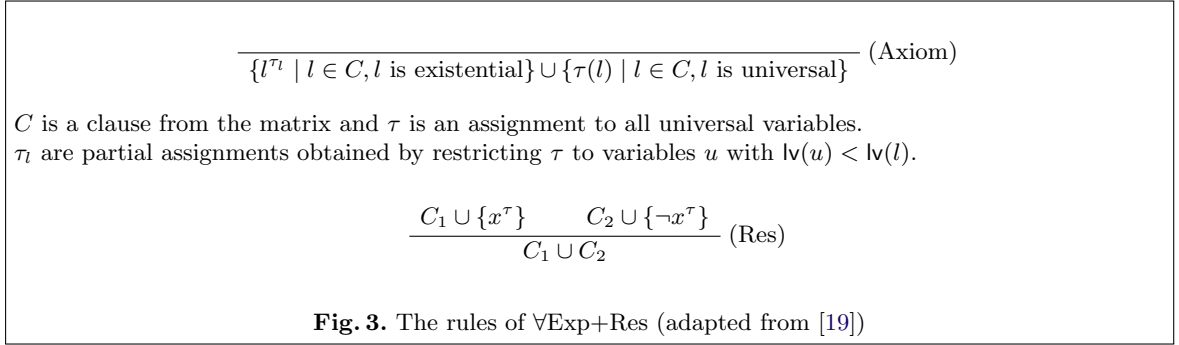 {l^{τ_l} | l ∈ C, l is existential} ∪ {τ(l) | l ∈ C, l is universal} (Axiom)
C is a clause from the matrix and τ is an assignment to all universal variables.
τ_l are partial assignments obtained by restricting τ to variables u with lv(u) < lv(l).
C_1 ∪ {x^τ} C_2 ∪ {¬x^τ}
(Res)
C_1 ∪ C_2
Fig. 3. The rules of ∀Exp+Res (adapted from [19])